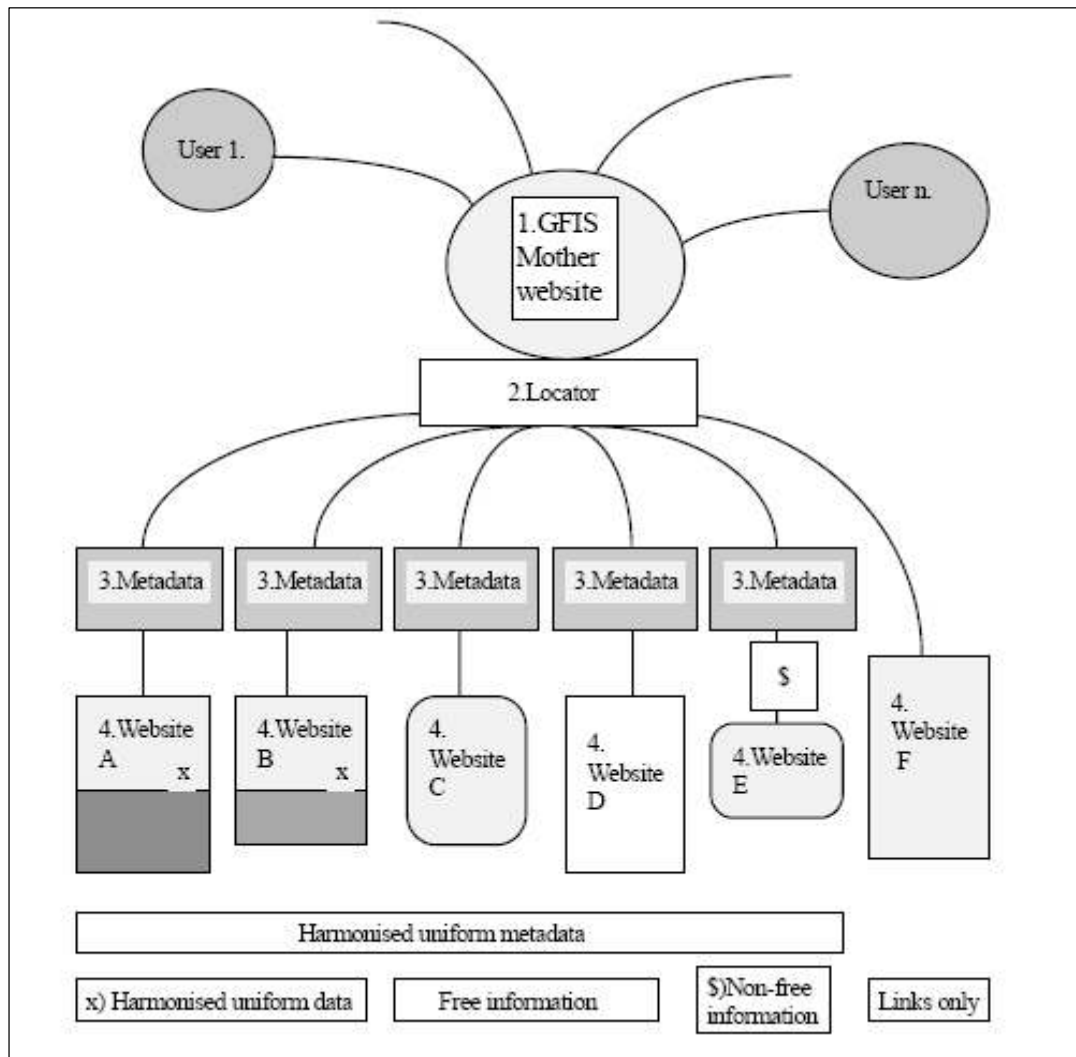 User 1.
User n.
1.GFIS
Mother
website
2.Locator
3.Metadata
3.Metadata
3.Metadata
3.Metadata
3.Metadata
$
4.Website
A
x
4.Website
B
x
4.
Website
C
4.
Website
D
4.Website
E
4.
Website
F
Harmonised uniform metadata
x) Harmonised uniform data
Free information
$)Non-free
information
Links only